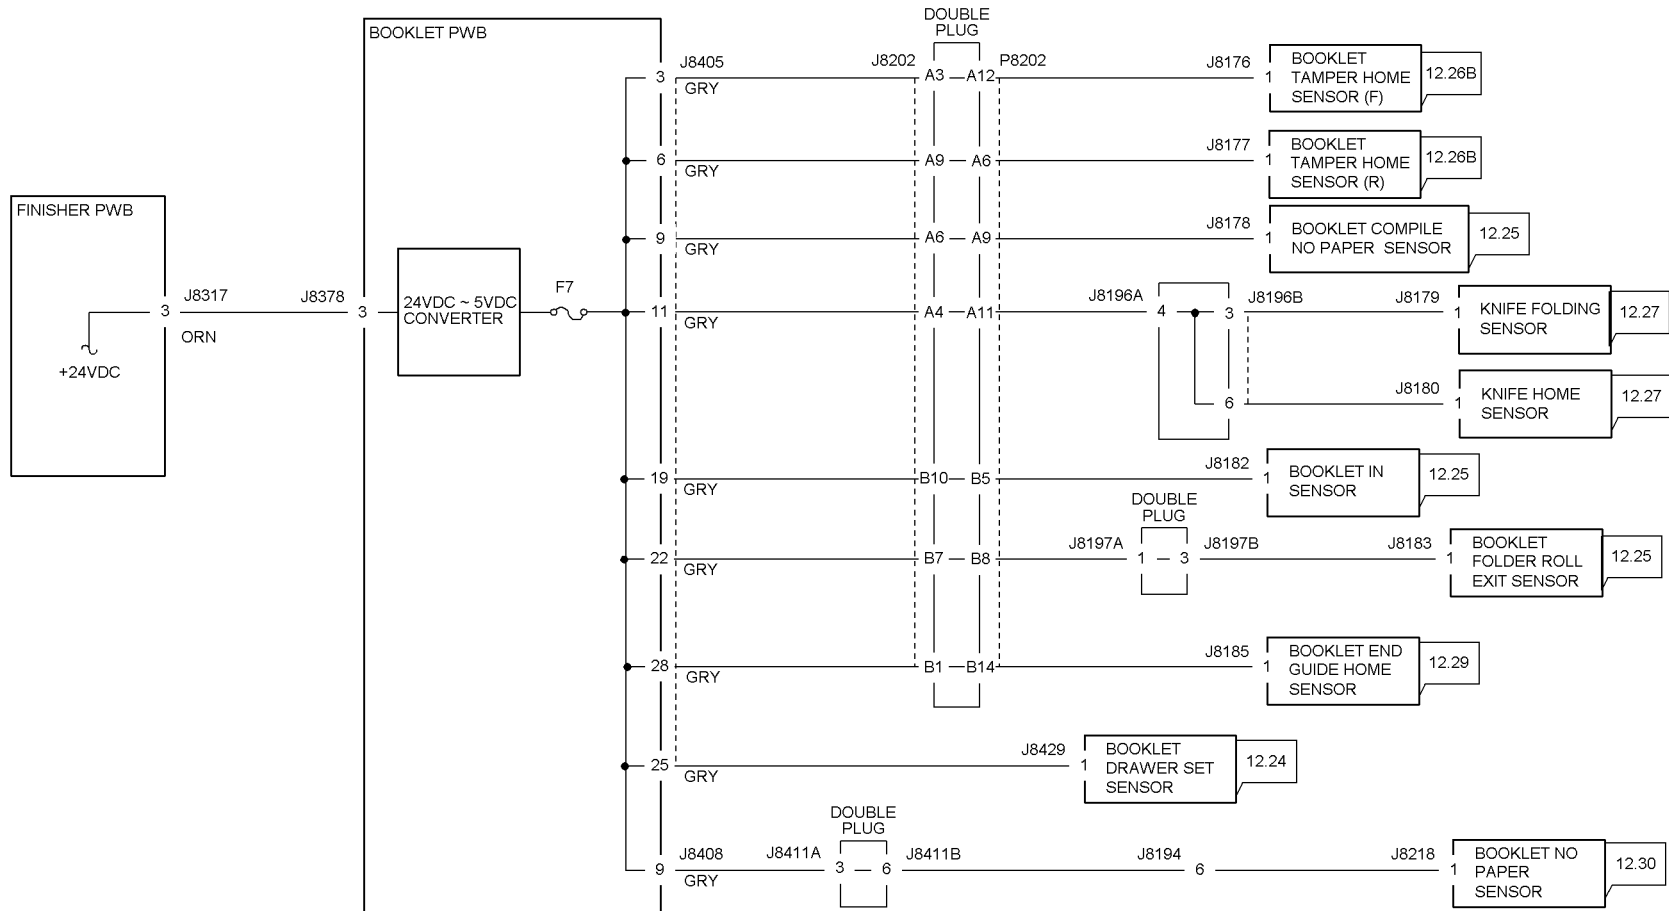 DOUBLE
PLUG
BOOKLET PWB
3 J8405 J8202 A3 A12 P8202 J8176 1
GRY
BOOKLET
TAMPER HOME
SENSOR (F)
12.26B
6 A9 A6 J8177 1
GRY
BOOKLET
TAMPER HOME
SENSOR (R)
12.26B
FINISHER PWB
9 A6 A9 J8178 1
GRY
BOOKLET COMPILE
NO PAPER SENSOR
12.25
3 J8317 J8378 3
ORN
+24VDC
24VDC ~ 5VDC
CONVERTER
F7
11 A4 A11 J8196A 4 3 J8196B J8179 1
GRY
KNIFE FOLDING
SENSOR
12.27
6 J8180 1
KNIFE HOME
SENSOR
12.27
19 B10 B5 J8182 1
GRY
BOOKLET IN
SENSOR
12.25
DOUBLE
PLUG
22 B7 B8 J8197A 1 3 J8197B J8183 1
GRY
BOOKLET
FOLDER ROLL
EXIT SENSOR
12.25
28 B1 B14 J8185 1
GRY
BOOKLET END
GUIDE HOME
SENSOR
12.29
25 J8429 1
GRY
BOOKLET
DRAWER SET
SENSOR
12.24
DOUBLE
PLUG
9 J8408 J8411A 3 6 J8411B J8194 6 J8218 1
GRY
BOOKLET NO
PAPER
SENSOR
12.30